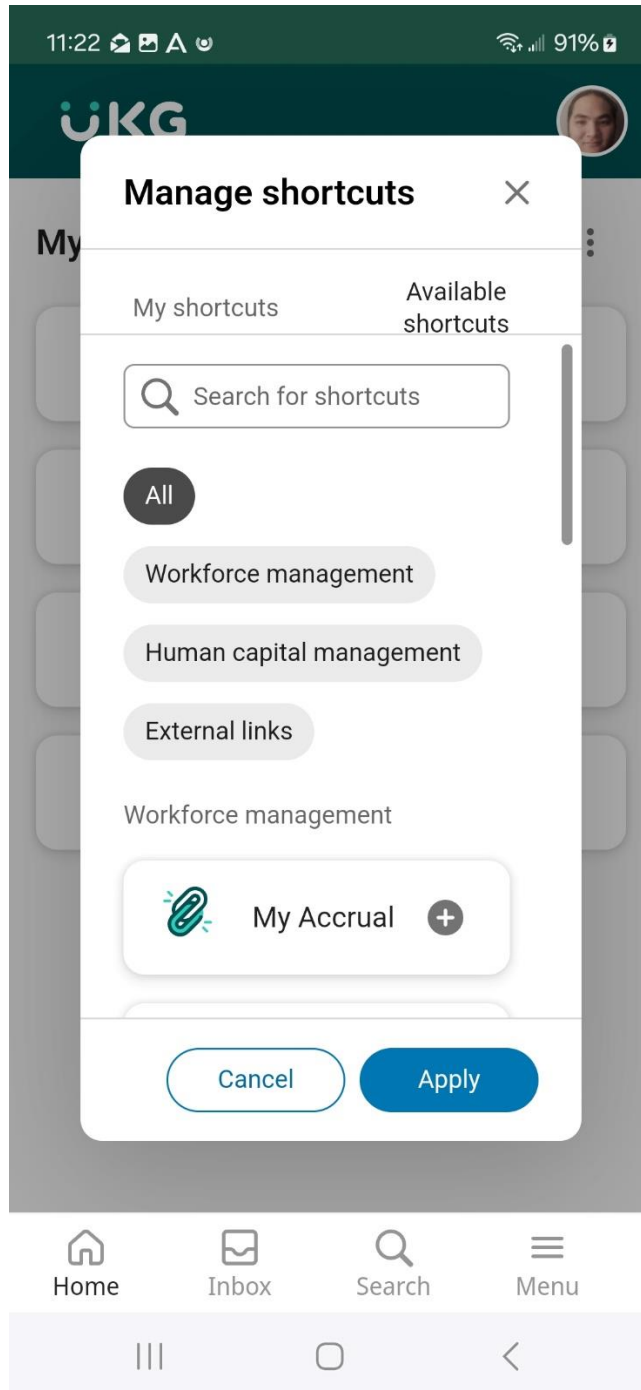 11:22
91%
UKG
Manage shortcuts
My
My shortcuts
Available
shortcuts
Search for shortcuts
All
Workforce management
Human capital management
External links
Workforce management
My Accrual
Cancel
Apply
Home
Inbox
Search
Menu